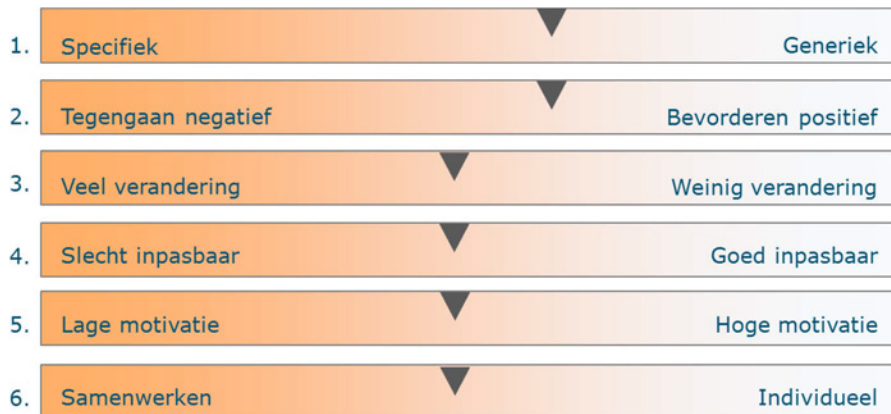 1. Specifiek Generiek
2. Tegengaan negatief Bevorderen positief
3. Veel verandering Weinig verandering
4. Slecht inpasbaar Goed inpasbaar
5. Lage motivatie Hoge motivatie
6. Samenwerken Individueel